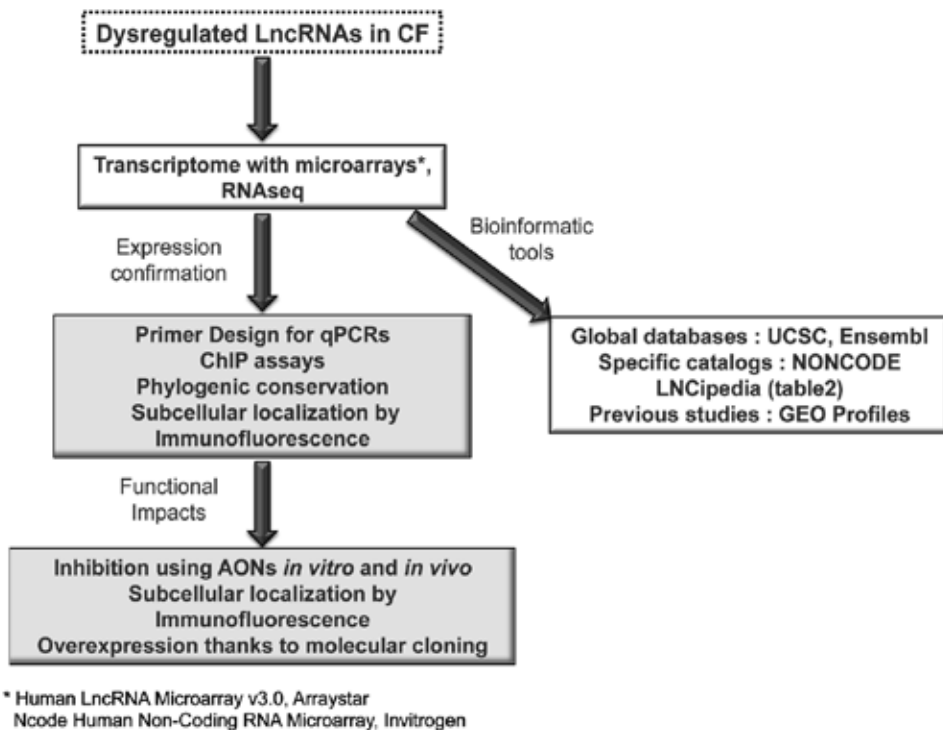 Dysregulated LncRNAs in CF
Transcriptome with microarrays*,
RNAseq
Expression
confirmation
Bioinformatic
tools
Primer Design for qPCRs
ChIP assays
Phylogenic conservation
Subcellular localization by
Immunofluorescence
Global databases : UCSC, Ensembl
Specific catalogs : NONCODE
LNCipedia (table2)
Previous studies : GEO Profiles
Functional
Impacts
Inhibition using AONs in vitro and in vivo
Subcellular localization by
Immunofluorescence
Overexpression thanks to molecular cloning
* Human LncRNA Microarray v3.0, Arraystar
Ncode Human Non-Coding RNA Microarray, Invitrogen